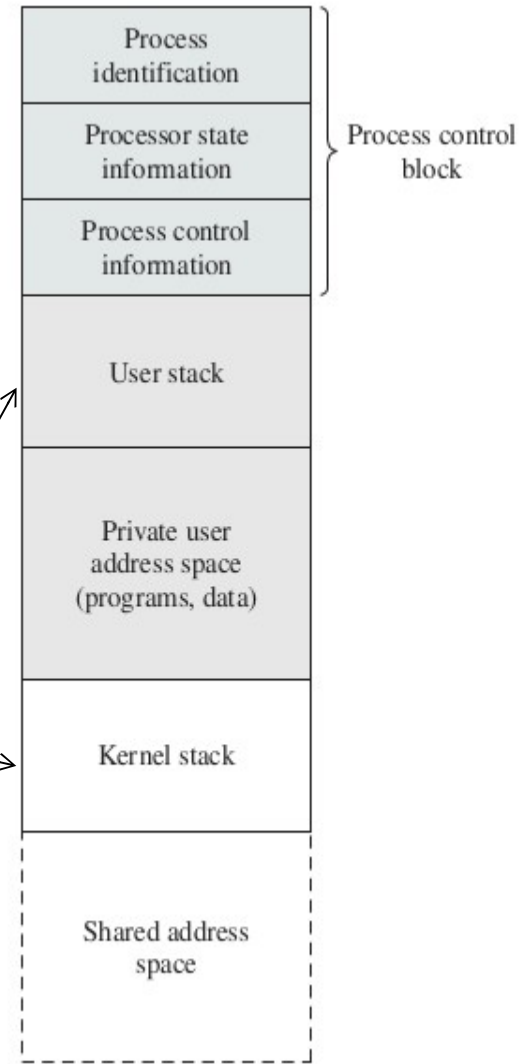 Process
identification
Processor state
information
Process control
information
Process control
block
User stack
Private user
address space
(programs, data)
Kernel stack
Shared address
space